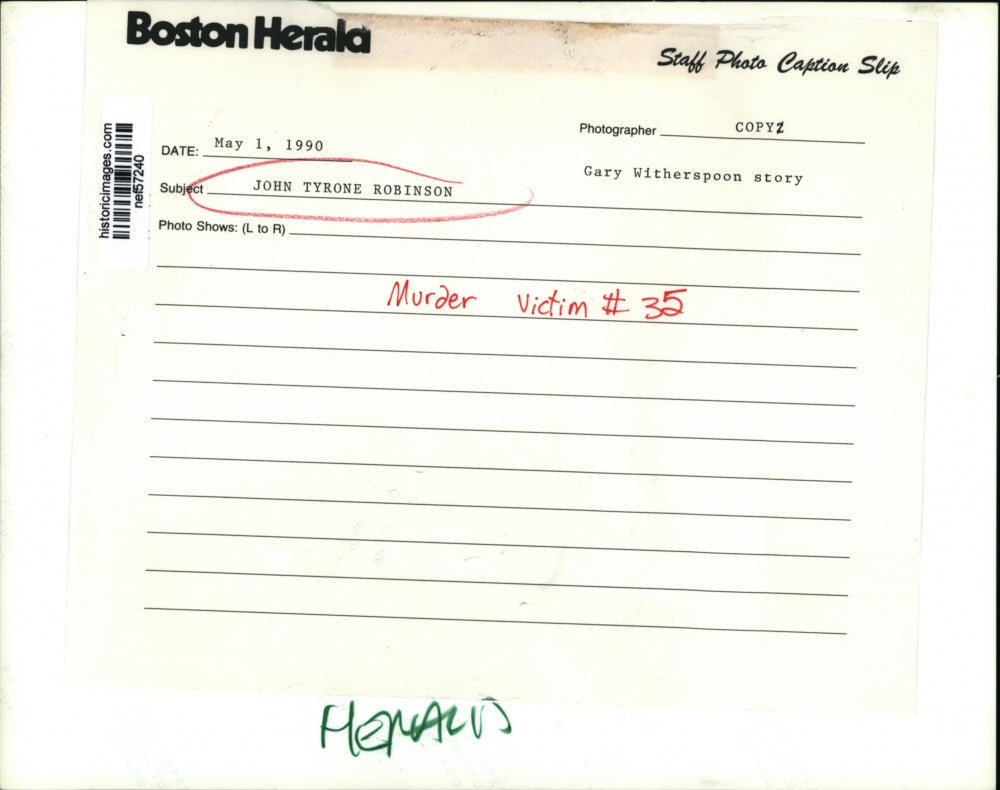 Boston Herald
Staff Photo Caption Slip
historicimages.com
nef57240
Photographer COPY
DATE: May 1, 1990
Gary Witherspoon story
Subject JOHN TYRONE ROBINSON
Photo Shows: (L to R)
Murder Victim # 35
HERALD